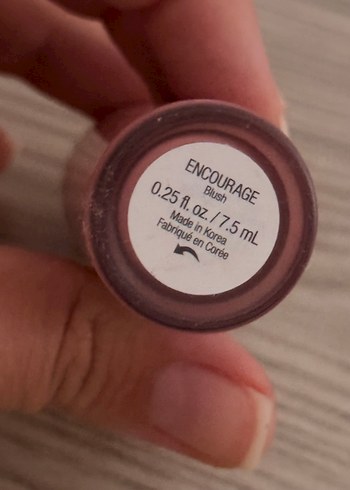 ENCOURAGE
Blush
0.25 fl. oz. / 7.5 mL
Made in Korea
Fabriqué en Corée